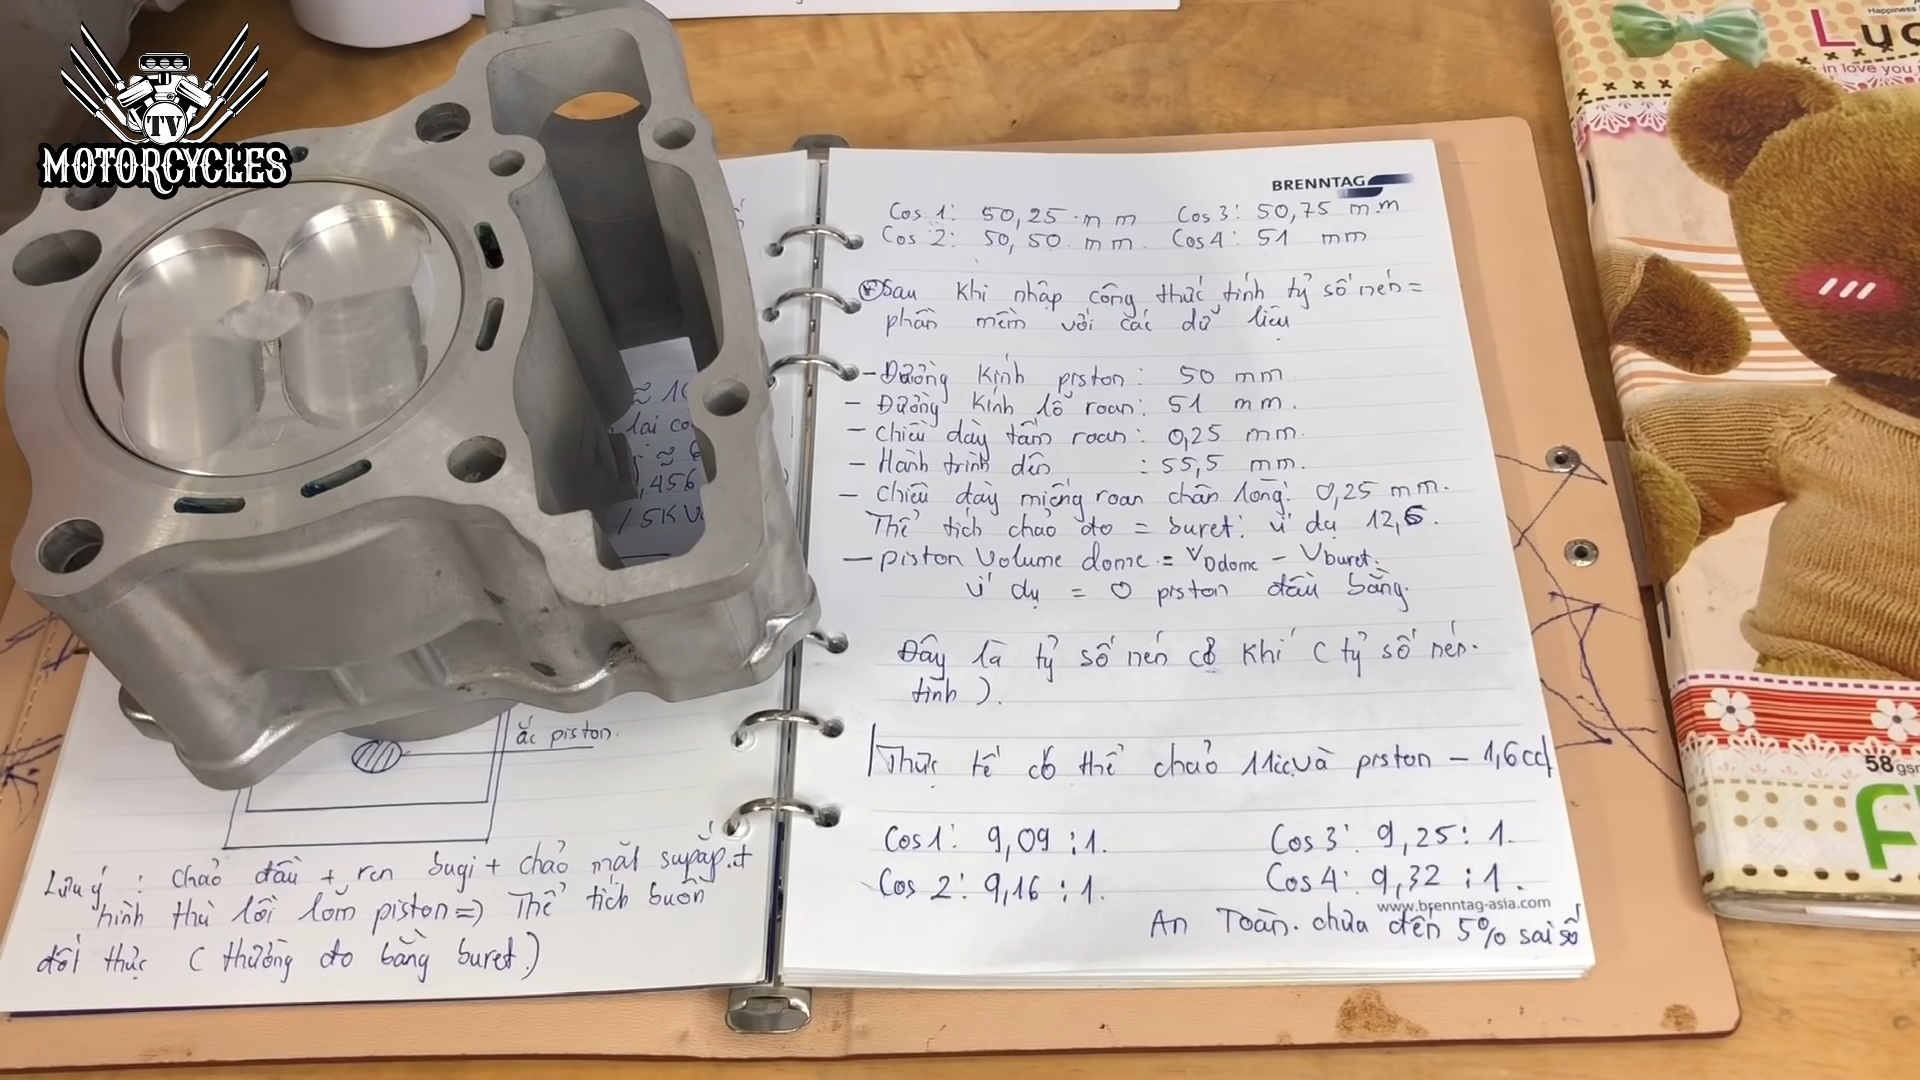 TV
MOTORCYCLES
BRENNTAG
Cos 1: 50,25 mm Cos 3: 50,75 mm
Cos 2: 50,50 mm Cos 4: 51 mm
Sau khi nhập công thức tính tỷ số nén =
phần mềm với các dữ liệu
- Đường kính piston: 50 mm
- Đường kính lỗ roan: 51 mm.
- Chiều dày tấm roan: 0,25 mm.
- Hành trình dên : 55,5 mm.
- Chiều dày miếng roan chân lòng: 0,25 mm.
Thể tích chảo đo = buret: ví dụ 12,5.
- piston Volume dome = VDdome - Vburet.
ví dụ = 0 piston đầu bằng.
Đây là tỷ số nén cơ khí ( tỷ số nén
tĩnh ).
Thực tế có thể chảo 11cc và piston - 1,6cc
Cos 1: 9,09 : 1. Cos 3: 9,25 : 1.
Cos 2: 9,16 : 1. Cos 4: 9,32 : 1.
www.brenntag-asia.com
An Toàn. chưa đến 5% sai số
≈ 10
lại
,456
/ 5K
ắc piston.
Lưu ý : chảo đầu + ren bugi + chảo mặt supáp +
hình thù lồi lõm piston => Thể tích buồn
đốt thực ( thường đo bằng buret )
Happiness
in love you
58gsm